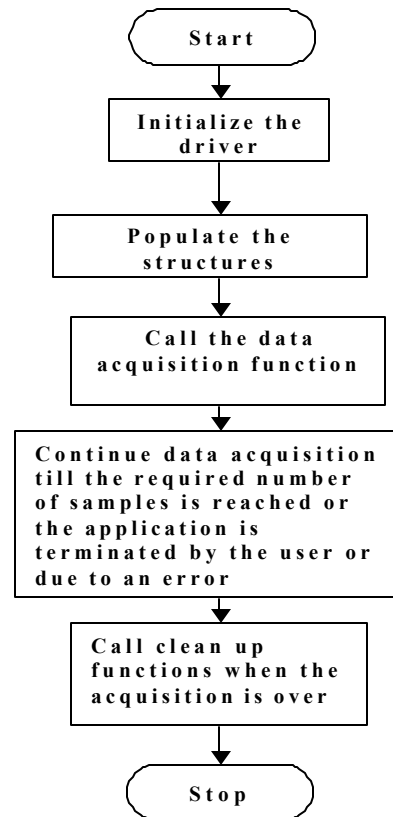 Start
Initialize the
driver
Populate the
structures
Call the data
acquisition function
Continue data acquisition
till the required number
of samples is reached or
the application is
terminated by the user or
due to an error
Call clean up
functions when the
acquisition is over
Stop